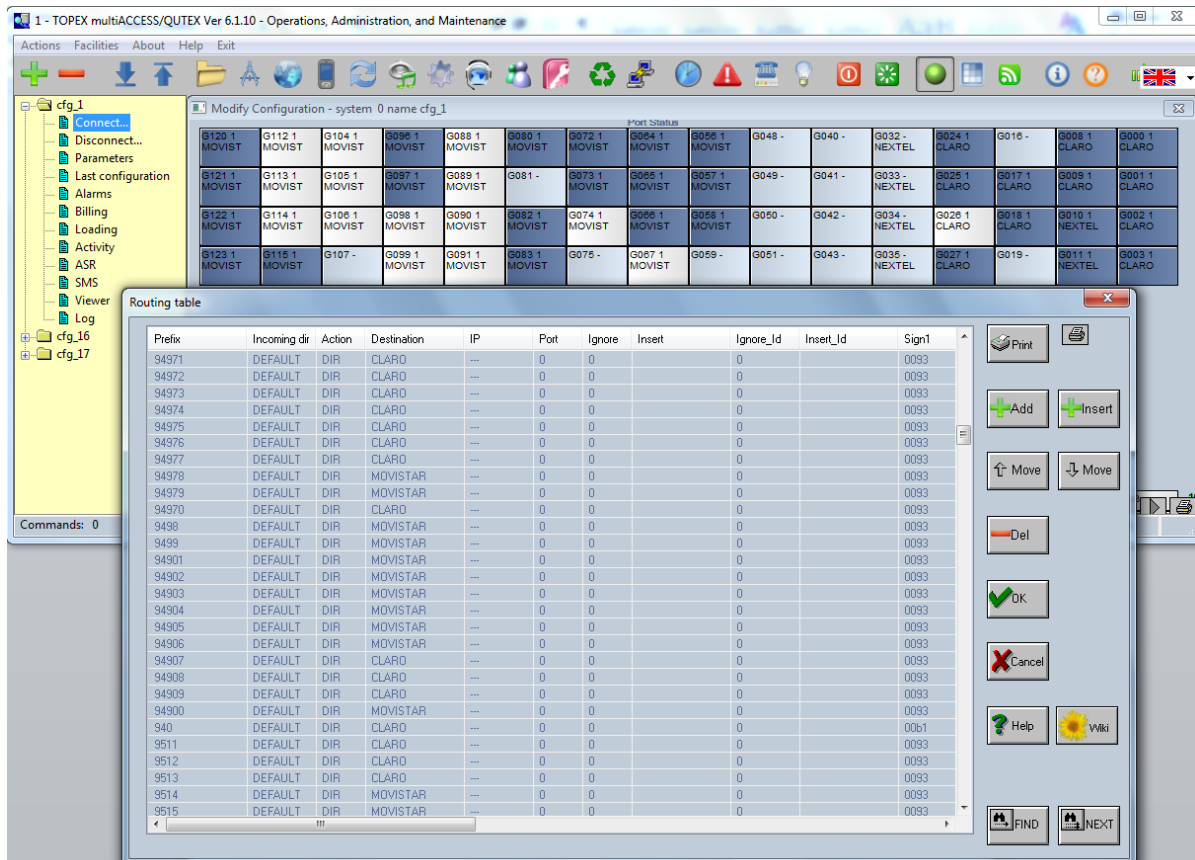 1 - TOPEX multiACCESS/QUTEX Ver 6.1.10 - Operations, Administration, and Maintenance
Actions Facilities About Help Exit
cfg_1
Connect...
Disconnect...
Parameters
Last configuration
Alarms
Billing
Loading
Activity
ASR
SMS
Viewer
Log
cfg_16
cfg_17
Commands: 0
Modify Configuration - system 0 name cfg_1
Port Status
G120 1 G112 1 G104 1 G096 1 G088 1 G080 1 G072 1 G064 1 G056 1 G048 - G040 - G032 - G024 1 G016 - G008 1 G000 1
MOVIST MOVIST MOVIST MOVIST MOVIST MOVIST MOVIST MOVIST MOVIST NEXTEL CLARO CLARO CLARO
G121 1 G113 1 G105 1 G097 1 G089 1 G081 - G073 1 G065 1 G057 1 G049 - G041 - G033 - G025 1 G017 1 G009 1 G001 1
MOVIST MOVIST MOVIST MOVIST MOVIST MOVIST MOVIST MOVIST NEXTEL CLARO CLARO CLARO CLARO
G122 1 G114 1 G106 1 G098 1 G090 1 G082 1 G074 1 G066 1 G058 1 G050 - G042 - G034 - G026 1 G018 1 G010 1 G002 1
MOVIST MOVIST MOVIST MOVIST MOVIST MOVIST MOVIST MOVIST MOVIST NEXTEL CLARO CLARO NEXTEL CLARO
G123 1 G115 1 G107 - G099 1 G091 1 G083 1 G075 - G067 1 G059 - G051 - G043 - G035 - G027 1 G019 - G011 1 G003 1
MOVIST MOVIST MOVIST MOVIST MOVIST MOVIST NEXTEL CLARO NEXTEL CLARO
Routing table
Prefix Incoming dir Action Destination IP Port Ignore Insert Ignore_Id Insert_Id Sign1
94971 DEFAULT DIR CLARO --- 0 0 0 0093
94972 DEFAULT DIR CLARO --- 0 0 0 0093
94973 DEFAULT DIR CLARO --- 0 0 0 0093
94974 DEFAULT DIR CLARO --- 0 0 0 0093
94975 DEFAULT DIR CLARO --- 0 0 0 0093
94976 DEFAULT DIR CLARO --- 0 0 0 0093
94977 DEFAULT DIR CLARO --- 0 0 0 0093
94978 DEFAULT DIR MOVISTAR --- 0 0 0 0093
94979 DEFAULT DIR MOVISTAR --- 0 0 0 0093
94970 DEFAULT DIR CLARO --- 0 0 0 0093
9498 DEFAULT DIR MOVISTAR --- 0 0 0 0093
9499 DEFAULT DIR MOVISTAR --- 0 0 0 0093
94901 DEFAULT DIR MOVISTAR --- 0 0 0 0093
94902 DEFAULT DIR MOVISTAR --- 0 0 0 0093
94903 DEFAULT DIR MOVISTAR --- 0 0 0 0093
94904 DEFAULT DIR MOVISTAR --- 0 0 0 0093
94905 DEFAULT DIR MOVISTAR --- 0 0 0 0093
94906 DEFAULT DIR MOVISTAR --- 0 0 0 0093
94907 DEFAULT DIR CLARO --- 0 0 0 0093
94908 DEFAULT DIR CLARO --- 0 0 0 0093
94909 DEFAULT DIR CLARO --- 0 0 0 0093
94900 DEFAULT DIR MOVISTAR --- 0 0 0 0093
940 DEFAULT DIR CLARO --- 0 0 0 00b1
9511 DEFAULT DIR CLARO --- 0 0 0 0093
9512 DEFAULT DIR CLARO --- 0 0 0 0093
9513 DEFAULT DIR CLARO --- 0 0 0 0093
9514 DEFAULT DIR MOVISTAR --- 0 0 0 0093
9515 DEFAULT DIR MOVISTAR --- 0 0 0 0093
Print
Add Insert
Move Move
Del
OK
Cancel
Help Wiki
FIND NEXT